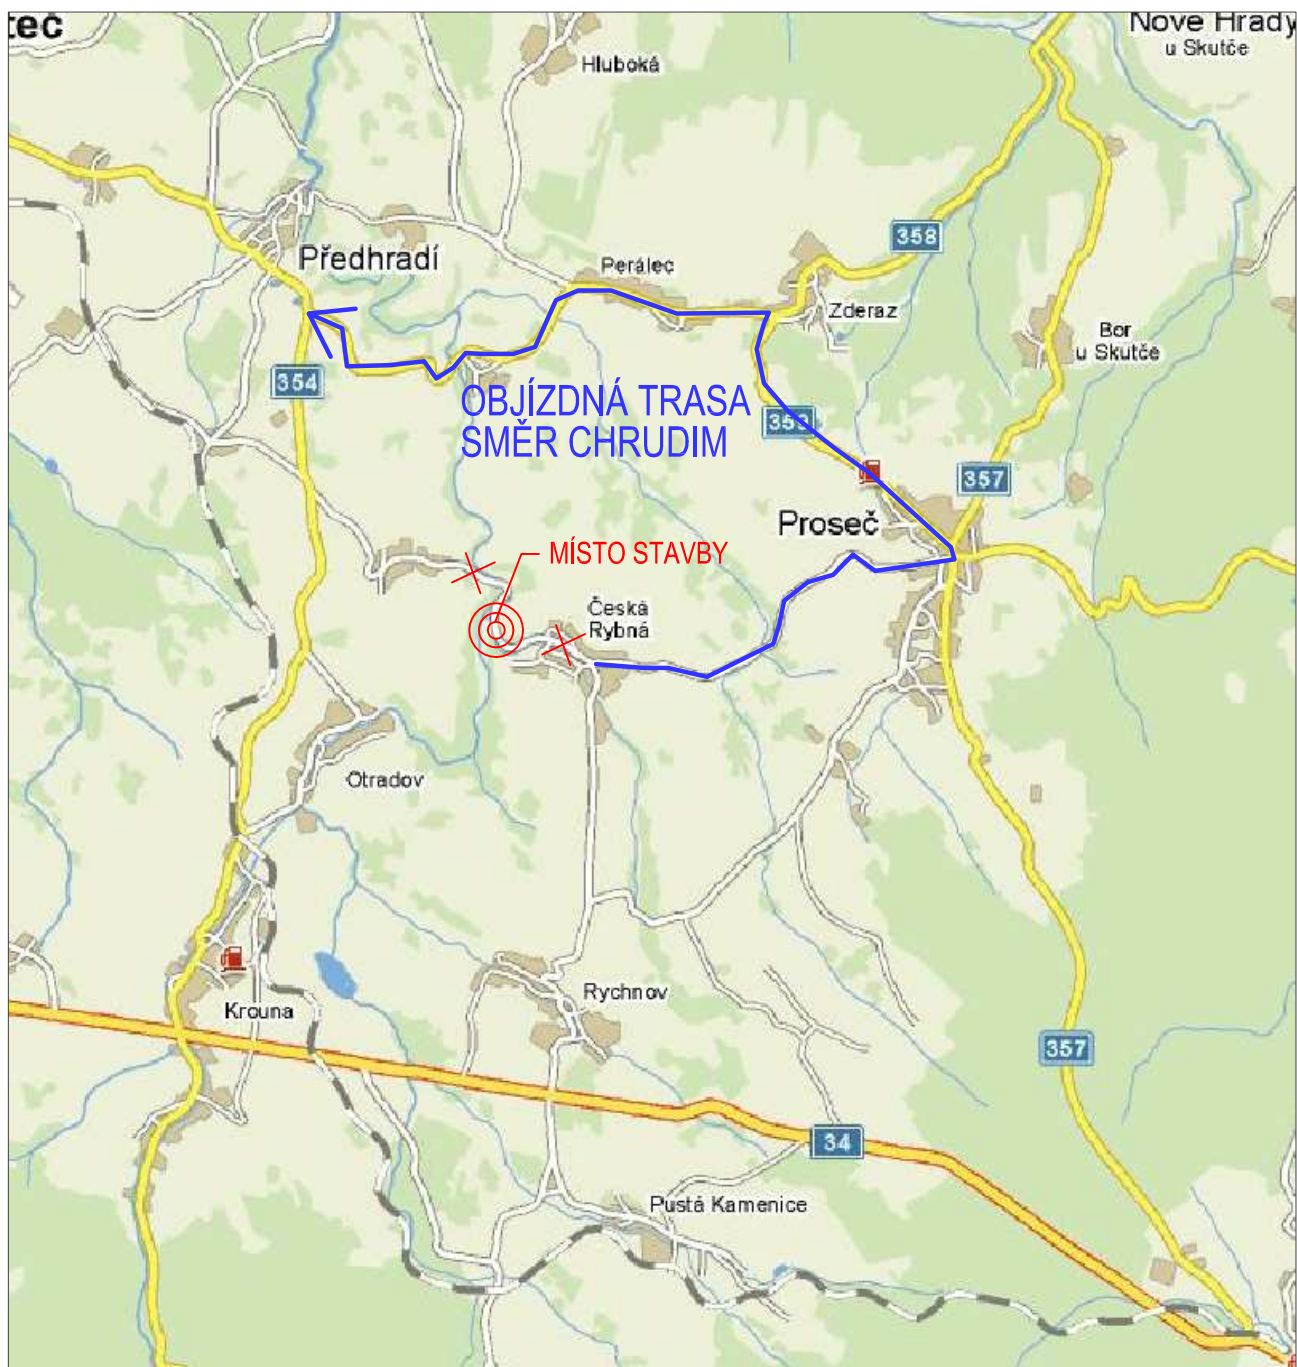 teč
Nové Hrady
u Skutče
Hluboká
358
Předhradí
Perálec
Zderaz
Bor
u Skutče
354
OBJÍZDNÁ TRASA
SMĚR CHRUDIM
357
Proseč
MÍSTO STAVBY
Česká
Rybná
Otradov
Rychnov
Krouna
357
34
Pustá Kamenice